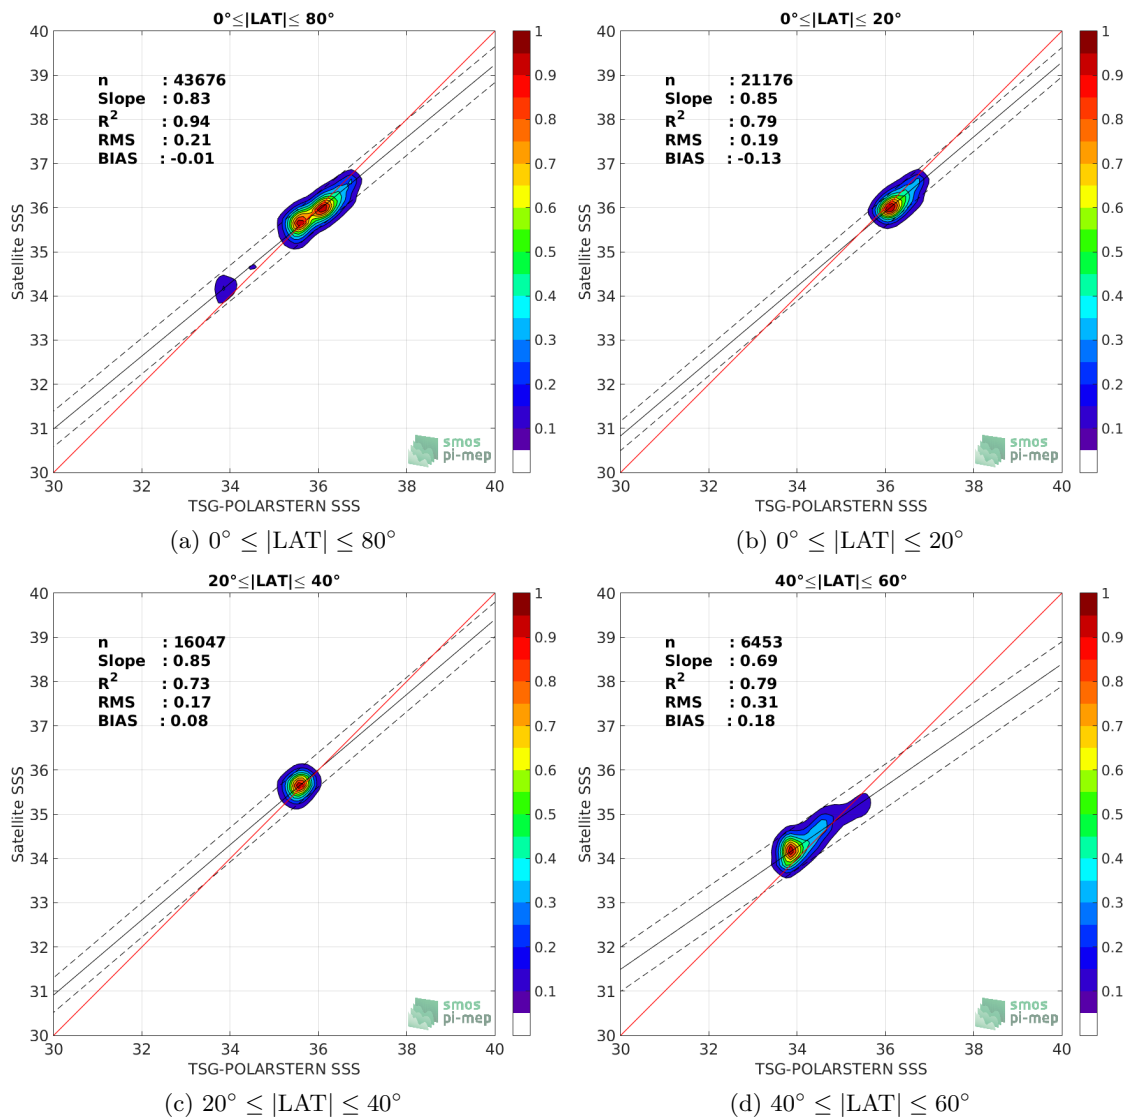 0°≤|LAT|≤ 80°
n : 43676
Slope : 0.83
R2 : 0.94
RMS : 0.21
BIAS : -0.01
Satellite SSS
40
39
38
37
36
35
34
33
32
31
30
30 32 34 36 38 40
TSG-POLARSTERN SSS
1
0.9
0.8
0.7
0.6
0.5
0.4
0.3
0.2
0.1
smos
pi-mep
(a) 0° ≤ |LAT| ≤ 80°
0°≤|LAT|≤ 20°
n : 21176
Slope : 0.85
R2 : 0.79
RMS : 0.19
BIAS : -0.13
Satellite SSS
40
39
38
37
36
35
34
33
32
31
30
30 32 34 36 38 40
TSG-POLARSTERN SSS
1
0.9
0.8
0.7
0.6
0.5
0.4
0.3
0.2
0.1
smos
pi-mep
(b) 0° ≤ |LAT| ≤ 20°
20°≤|LAT|≤ 40°
n : 16047
Slope : 0.85
R2 : 0.73
RMS : 0.17
BIAS : 0.08
Satellite SSS
40
39
38
37
36
35
34
33
32
31
30
30 32 34 36 38 40
TSG-POLARSTERN SSS
1
0.9
0.8
0.7
0.6
0.5
0.4
0.3
0.2
0.1
smos
pi-mep
(c) 20° ≤ |LAT| ≤ 40°
40°≤|LAT|≤ 60°
n : 6453
Slope : 0.69
R2 : 0.79
RMS : 0.31
BIAS : 0.18
Satellite SSS
40
39
38
37
36
35
34
33
32
31
30
30 32 34 36 38 40
TSG-POLARSTERN SSS
1
0.9
0.8
0.7
0.6
0.5
0.4
0.3
0.2
0.1
smos
pi-mep
(d) 40° ≤ |LAT| ≤ 60°